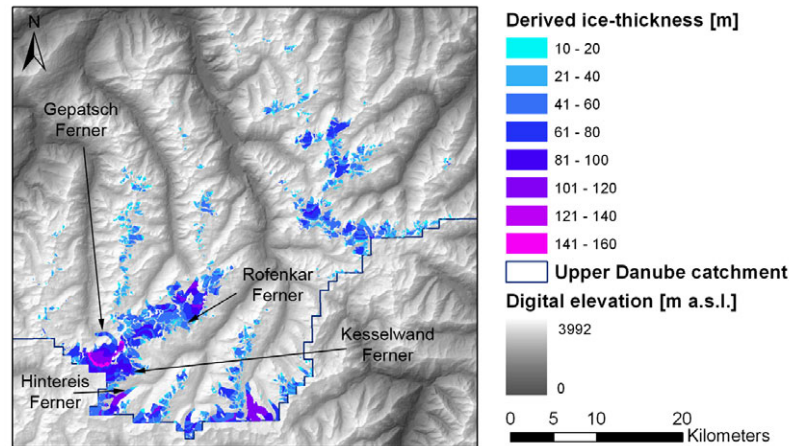 N
Gepatsch
Ferner
Rofenkar
Ferner
Kesselwand
Ferner
Hintereis
Ferner
Derived ice-thickness [m]
10 - 20
21 - 40
41 - 60
61 - 80
81 - 100
101 - 120
121 - 140
141 - 160
Upper Danube catchment
Digital elevation [m a.s.l.]
3992
0
0 5 10 20
Kilometers